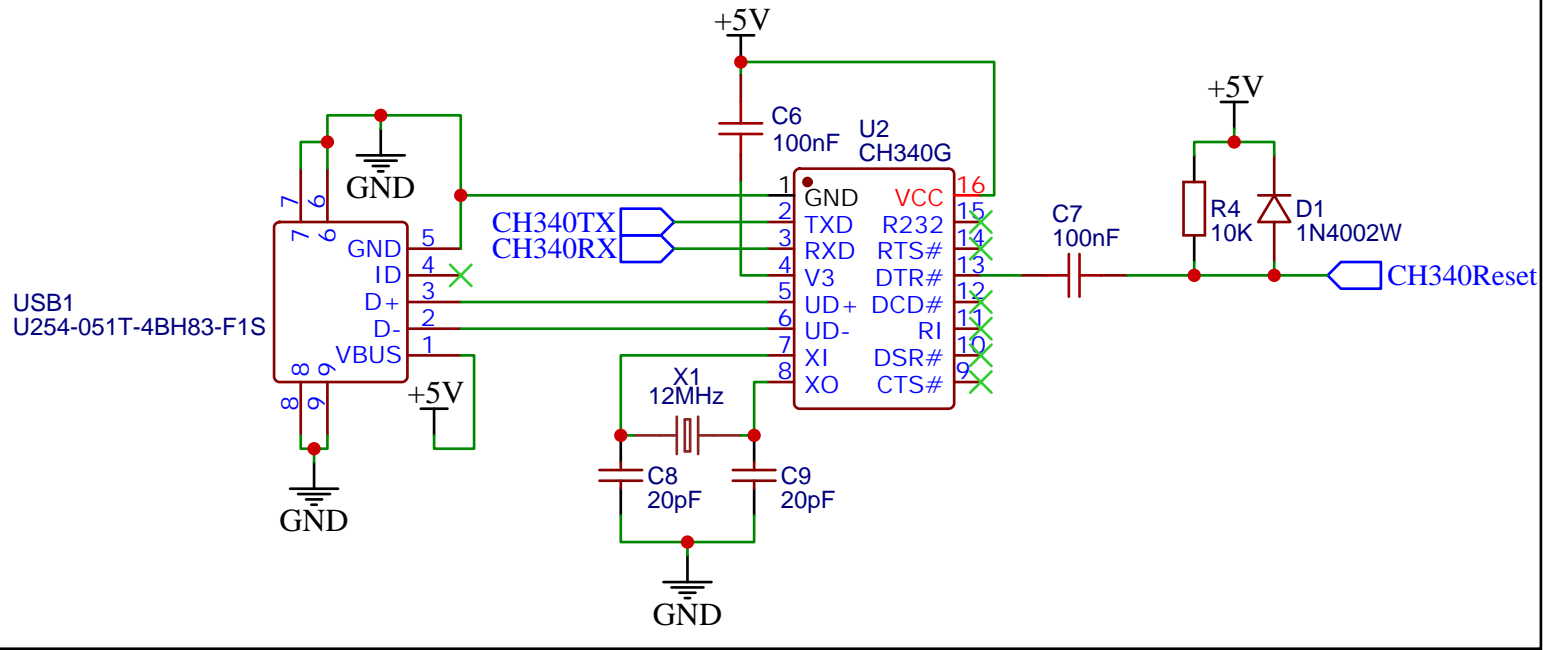 +5V
+5V
C6
100nF
U2
CH340G
GND
7
6
7
6
GND
5
ID
4
D+
3
D-
2
VBUS
1
8
9
8
9
USB1
U254-051T-4BH83-F1S
+5V
GND
CH340TX
CH340RX
1
GND
2
TXD
3
RXD
4
V3
5
UD+
6
UD-
7
XI
8
XO
VCC
16
R232
15
RTS#
14
DTR#
13
DCD#
12
RI
11
DSR#
10
CTS#
9
C7
100nF
R4
10K
D1
1N4002W
CH340Reset
X1
12MHz
C8
20pF
C9
20pF
GND